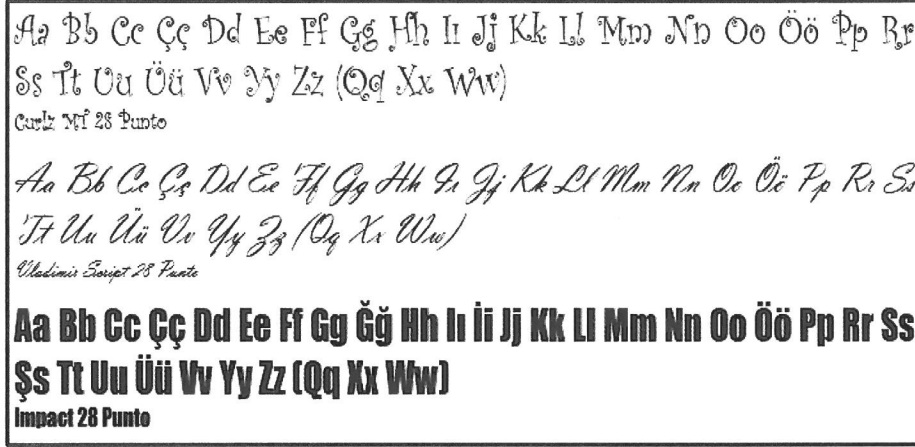 Aa Bb Cc Çç Dd Ee Ff Gg Hh Iı Jj Kk Ll Mm Nn Oo Öö Pp Rr
Ss Tt Uu Üü Vv Yy Zz (Qq Xx Ww)
Curlz MT 28 Punto
Aa Bb Cc Çç Dd Ee Ff Gg Hh Iı Jj Kk Ll Mm Nn Oo Öö Pp Rr Ss
Tt Uu Üü Vv Yy Zz (Qq Xx Ww)
Vladimir Script 28 Punto
Aa Bb Cc Çç Dd Ee Ff Gg Ğğ Hh Iı İi Jj Kk Ll Mm Nn Oo Öö Pp Rr Ss
Şs Tt Uu Üü Vv Yy Zz (Qq Xx Ww)
Impact 28 Punto